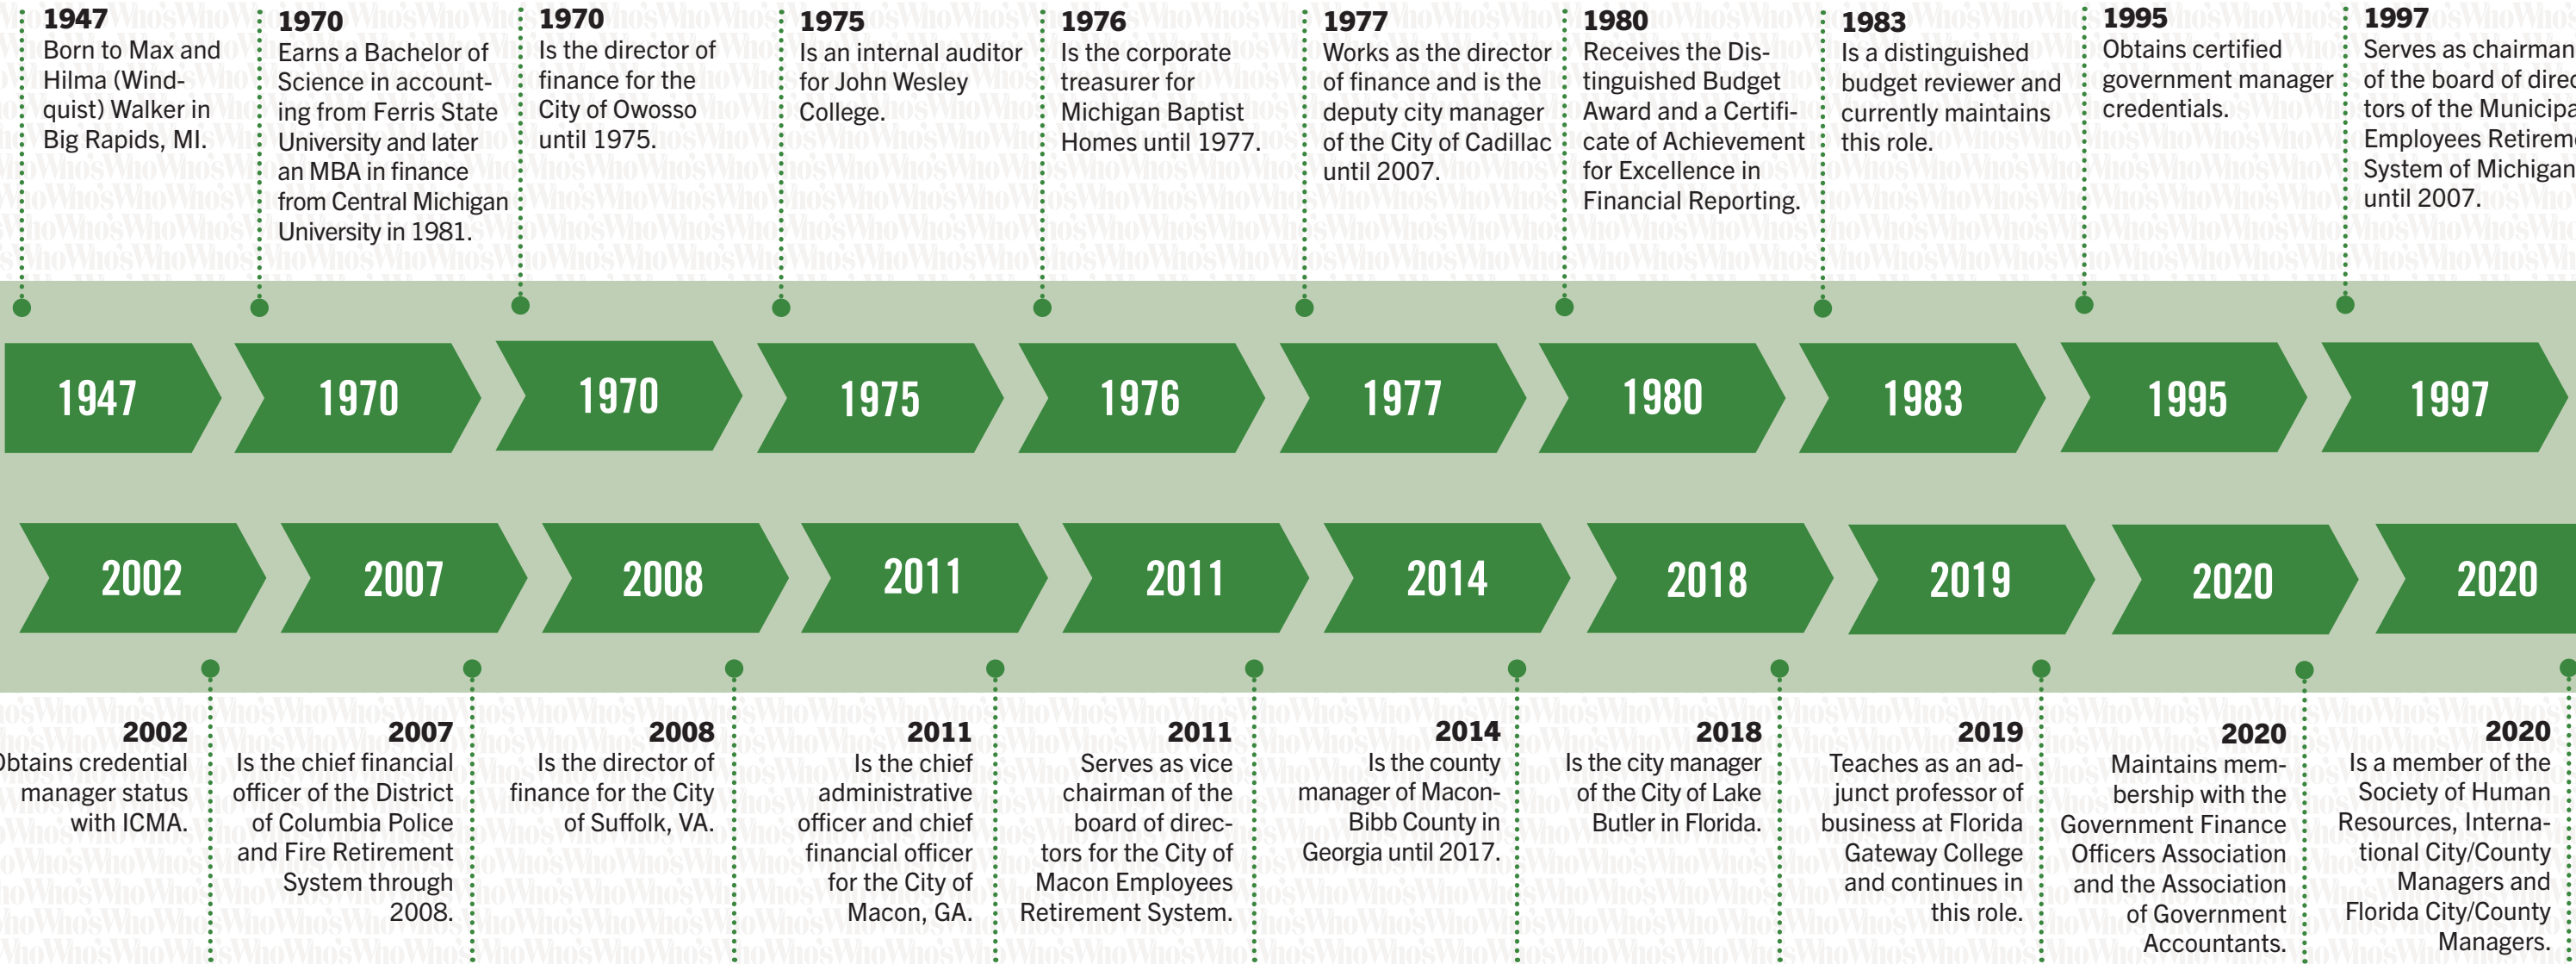 1947
Born to Max and
Hilma (Wind-
quist) Walker in
Big Rapids, MI.
1970
Earns a Bachelor of
Science in account-
ing from Ferris State
University and later
an MBA in finance
from Central Michigan
University in 1981.
1970
Is the director of
finance for the
City of Owosso
until 1975.
1975
Is an internal auditor
for John Wesley
College.
1976
Is the corporate
treasurer for
Michigan Baptist
Homes until 1977.
1977
Works as the director
of finance and is the
deputy city manager
of the City of Cadillac
until 2007.
1980
Receives the Dis-
tinguished Budget
Award and a Certifi-
cate of Achievement
for Excellence in
Financial Reporting.
1983
Is a distinguished
budget reviewer and
currently maintains
this role.
1995
Obtains certified
government manager
credentials.
1997
Serves as chairman
of the board of direc
tors of the Municipa
Employees Retirem
System of Michigan
until 2007.
1947
1970
1970
1975
1976
1977
1980
1983
1995
1997
2002
2007
2008
2011
2011
2014
2018
2019
2020
2020
2002
Obtains credential
manager status
with ICMA.
2007
Is the chief financial
officer of the District
of Columbia Police
and Fire Retirement
System through
2008.
2008
Is the director of
finance for the City
of Suffolk, VA.
2011
Is the chief
administrative
officer and chief
financial officer
for the City of
Macon, GA.
2011
Serves as vice
chairman of the
board of direc-
tors for the City of
Macon Employees
Retirement System.
2014
Is the county
manager of Macon-
Bibb County in
Georgia until 2017.
2018
Is the city manager
of the City of Lake
Butler in Florida.
2019
Teaches as an ad-
junct professor of
business at Florida
Gateway College
and continues in
this role.
2020
Maintains mem-
bership with the
Government Finance
Officers Association
and the Association
of Government
Accountants.
2020
Is a member of the
Society of Human
Resources, Interna-
tional City/County
Managers and
Florida City/County
Managers.